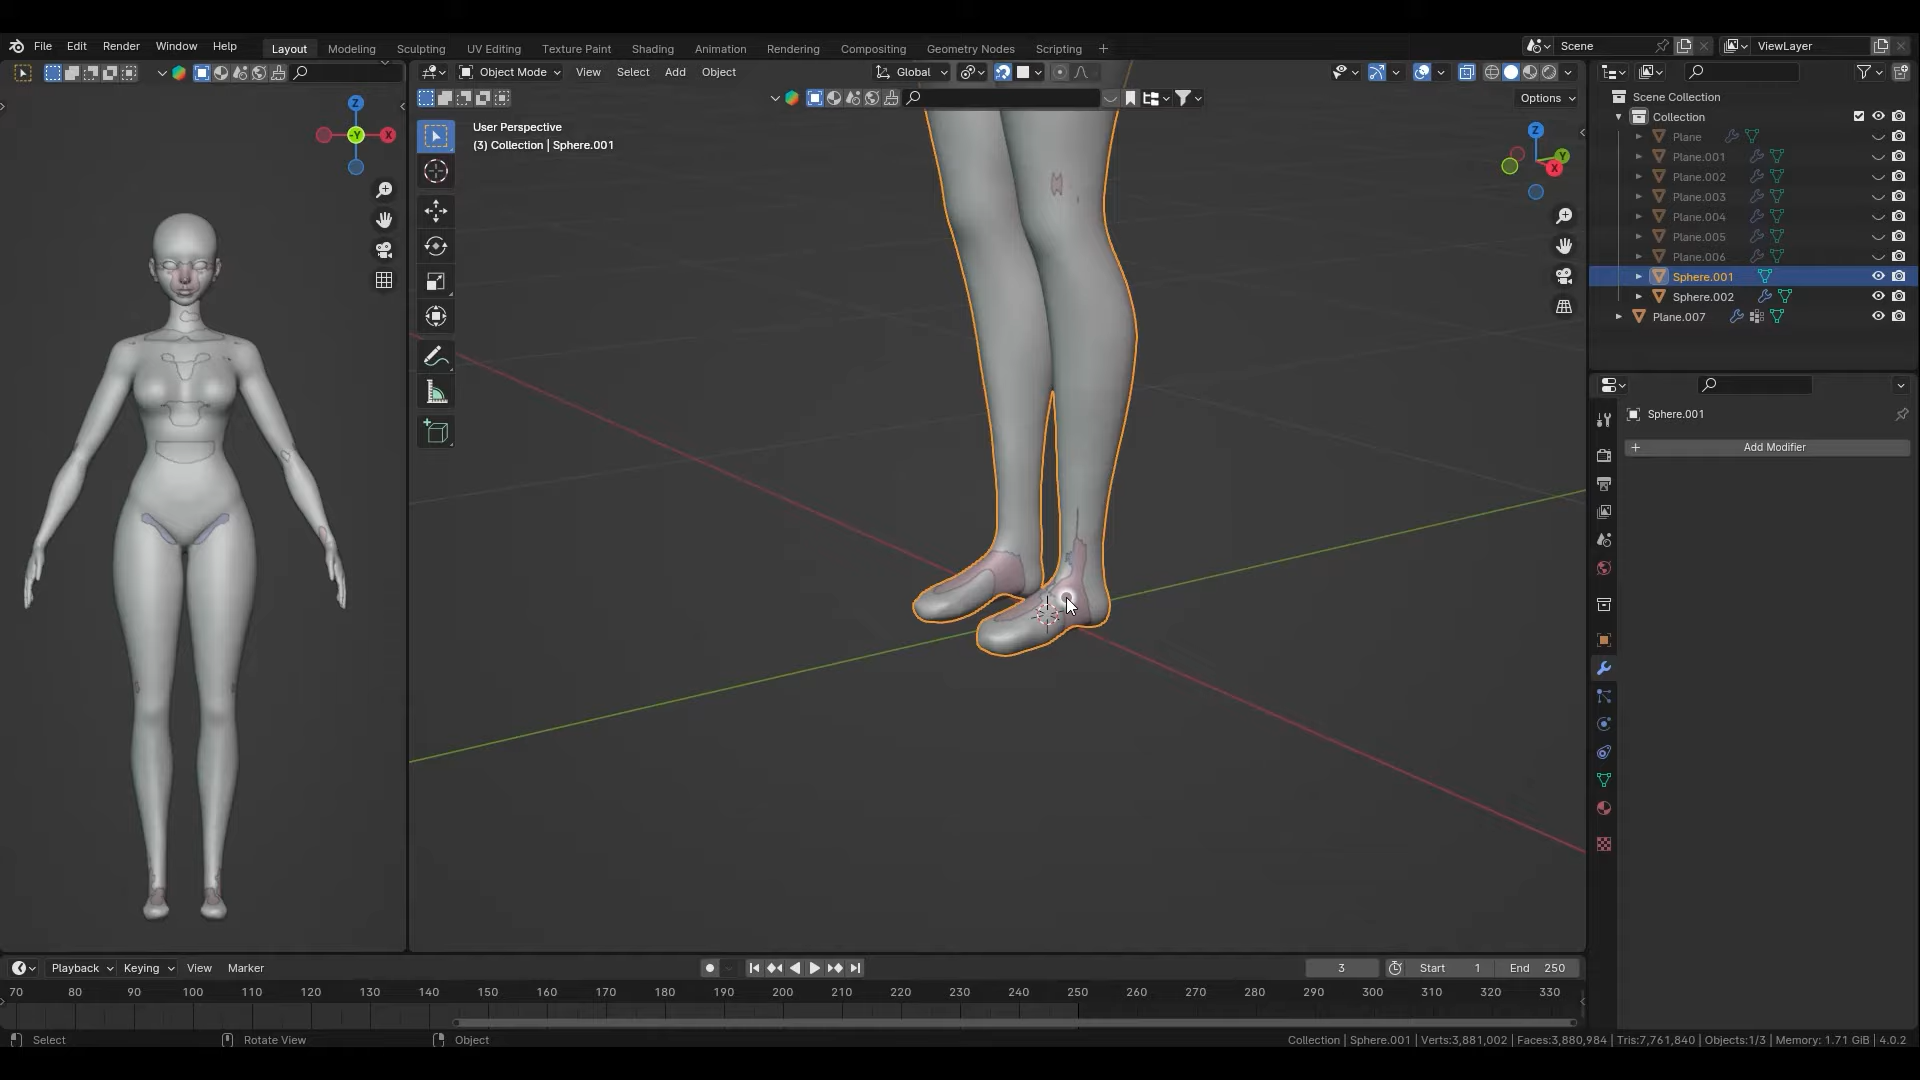 File Edit Render Window Help
Layout Modeling Sculpting UV Editing Texture Paint Shading Animation Rendering Compositing Geometry Nodes Scripting +
Scene
ViewLayer
Object Mode View Select Add Object
Global
Options
User Perspective
(3) Collection | Sphere.001
Z
-Y
X
Z
Y
X
Scene Collection
Collection
Plane
Plane.001
Plane.002
Plane.003
Plane.004
Plane.005
Plane.006
Sphere.001
Sphere.002
Plane.007
Sphere.001
+ Add Modifier
Playback Keying View Marker
3 Start 1 End 250
70 80 90 100 110 120 130 140 150 160 170 180 190 200 210 220 230 240 250 260 270 280 290 300 310 320 330
Select Rotate View Object
Collection | Sphere.001 | Verts:3,881,002 | Faces:3,880,984 | Tris:7,761,840 | Objects:1/3 | Memory: 1.71 GiB | 4.0.2